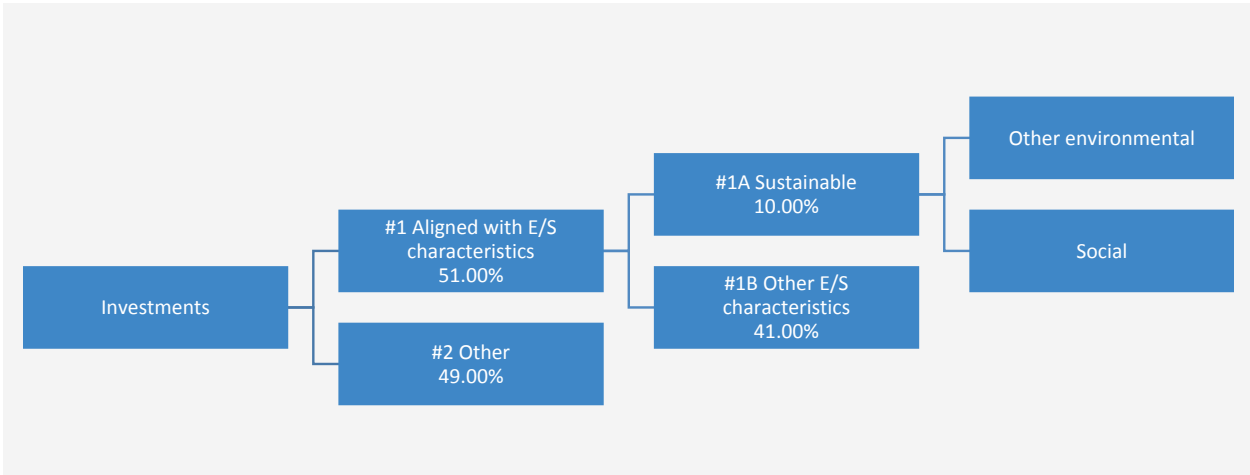 Investments
#1 Aligned with E/S
characteristics
51.00%
#2 Other
49.00%
#1A Sustainable
10.00%
#1B Other E/S
characteristics
41.00%
Other environmental
Social